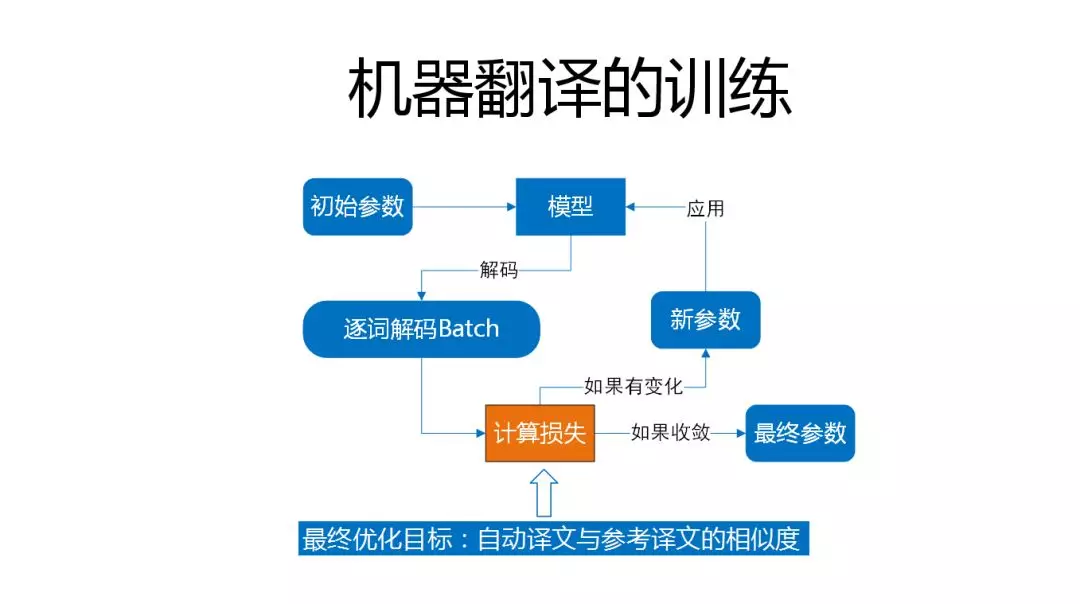 机器翻译的训练
初始参数
模型
应用
解码
逐词解码Batch
新参数
如果有变化
计算损失
如果收敛
最终参数
最终优化目标：自动译文与参考译文的相似度